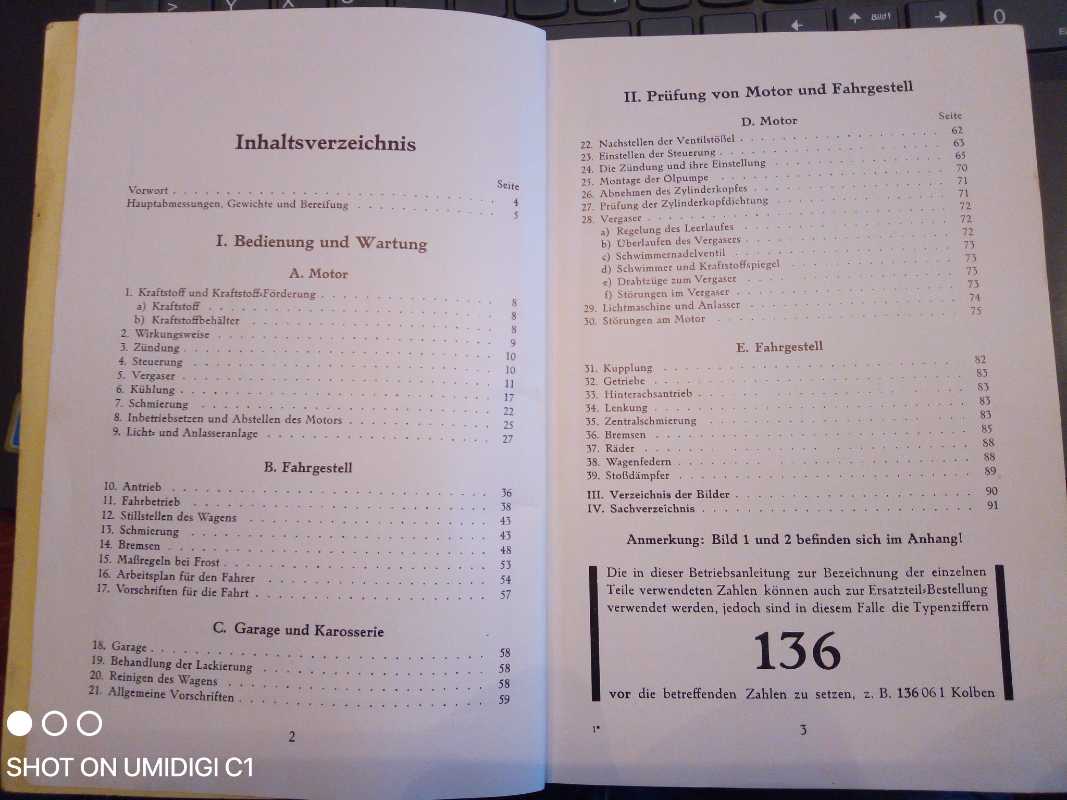 Inhaltsverzeichnis
Seite
Vorwort . . . . . . . . . . 4
Hauptabmessungen, Gewichte und Bereifung . . . . . . . . . . 5
I. Bedienung und Wartung
A. Motor
1. Kraftstoff und Kraftstoff-Förderung . . . . . . . . . . 8
a) Kraftstoff . . . . . . . . . . 8
b) Kraftstoffbehälter . . . . . . . . . . 8
2. Wirkungsweise . . . . . . . . . . 9
3. Zündung . . . . . . . . . . 10
4. Steuerung . . . . . . . . . . 10
5. Vergaser . . . . . . . . . . 11
6. Kühlung . . . . . . . . . . 17
7. Schmierung . . . . . . . . . . 22
8. Inbetriebsetzen und Abstellen des Motors . . . . . . . . . . 25
9. Licht- und Anlasseranlage . . . . . . . . . . 27
B. Fahrgestell
10. Antrieb . . . . . . . . . . 36
11. Fahrbetrieb . . . . . . . . . . 38
12. Stillstellen des Wagens . . . . . . . . . . 43
13. Schmierung . . . . . . . . . . 43
14. Bremsen . . . . . . . . . . 48
15. Maßregeln bei Frost . . . . . . . . . . 53
16. Arbeitsplan für den Fahrer . . . . . . . . . . 54
17. Vorschriften für die Fahrt . . . . . . . . . . 57
C. Garage und Karosserie
18. Garage . . . . . . . . . . 58
19. Behandlung der Lackierung . . . . . . . . . . 58
20. Reinigen des Wagens . . . . . . . . . . 58
21. Allgemeine Vorschriften . . . . . . . . . . 59
2
II. Prüfung von Motor und Fahrgestell
D. Motor
Seite
22. Nachstellen der Ventilstößel . . . . . . . . . . 62
23. Einstellen der Steuerung . . . . . . . . . . 63
24. Die Zündung und ihre Einstellung . . . . . . . . . . 65
25. Montage der Ölpumpe . . . . . . . . . . 70
26. Abnehmen des Zylinderkopfes . . . . . . . . . . 71
27. Prüfung der Zylinderkopfdichtung . . . . . . . . . . 71
28. Vergaser . . . . . . . . . . 72
a) Regelung des Leerlaufes . . . . . . . . . . 72
b) Überlaufen des Vergasers . . . . . . . . . . 72
c) Schwimmernadelventil . . . . . . . . . . 73
d) Schwimmer und Kraftstoffspiegel . . . . . . . . . . 73
e) Drahtzüge zum Vergaser . . . . . . . . . . 73
f) Störungen im Vergaser . . . . . . . . . . 73
29. Lichtmaschine und Anlasser . . . . . . . . . . 74
30. Störungen am Motor . . . . . . . . . . 75
E. Fahrgestell
31. Kupplung . . . . . . . . . . 82
32. Getriebe . . . . . . . . . . 83
33. Hinterachsantrieb . . . . . . . . . . 83
34. Lenkung . . . . . . . . . . 83
35. Zentralschmierung . . . . . . . . . . 83
36. Bremsen . . . . . . . . . . 85
37. Räder . . . . . . . . . . 88
38. Wagenfedern . . . . . . . . . . 88
39. Stoßdämpfer . . . . . . . . . . 89
III. Verzeichnis der Bilder . . . . . . . . . . 90
IV. Sachverzeichnis . . . . . . . . . . 91
Anmerkung: Bild 1 und 2 befinden sich im Anhang!
Die in dieser Betriebsanleitung zur Bezeichnung der einzelnen
Teile verwendeten Zahlen können auch zur Ersatzteil-Bestellung
verwendet werden, jedoch sind in diesem Falle die Typenziffern
136
vor die betreffenden Zahlen zu setzen, z. B. 136 06 1 Kolben
1*
3
SHOT ON UMIDIGI C1